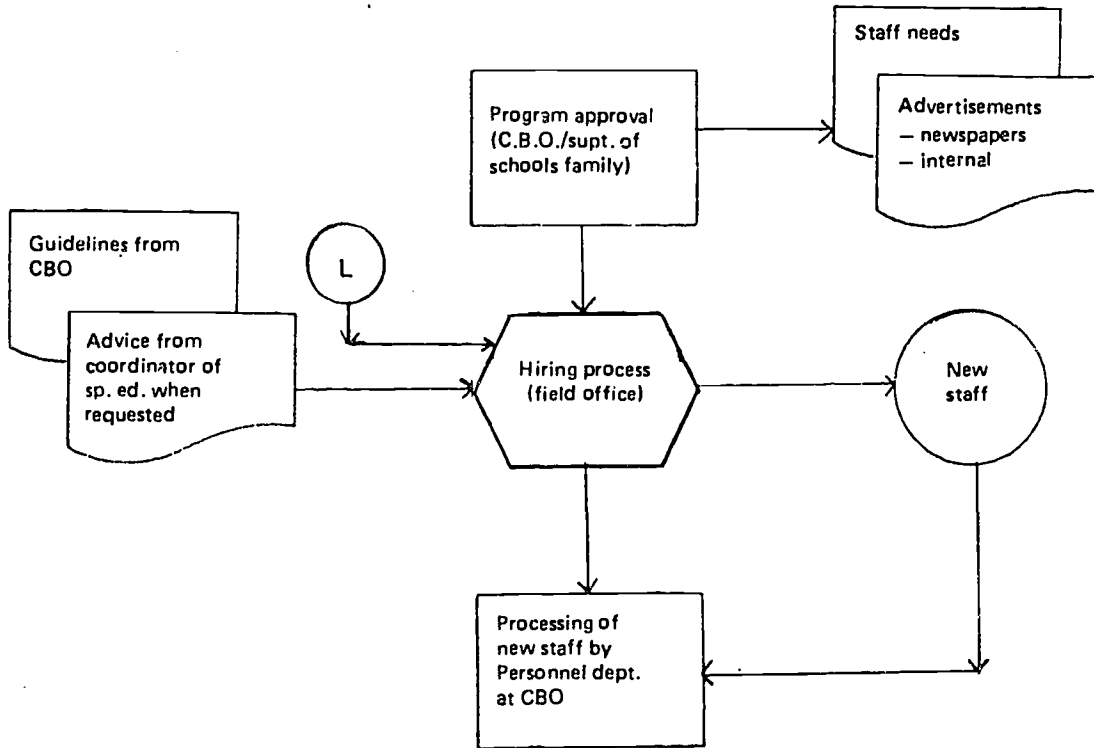 Staff needs
Advertisements
– newspapers
– internal
Program approval
(C.B.O./supt. of
schools family)
Guidelines from
CBO
Advice from
coordinator of
sp. ed. when
requested
L
Hiring process
(field office)
New
staff
Processing of
new staff by
Personnel dept.
at CBO